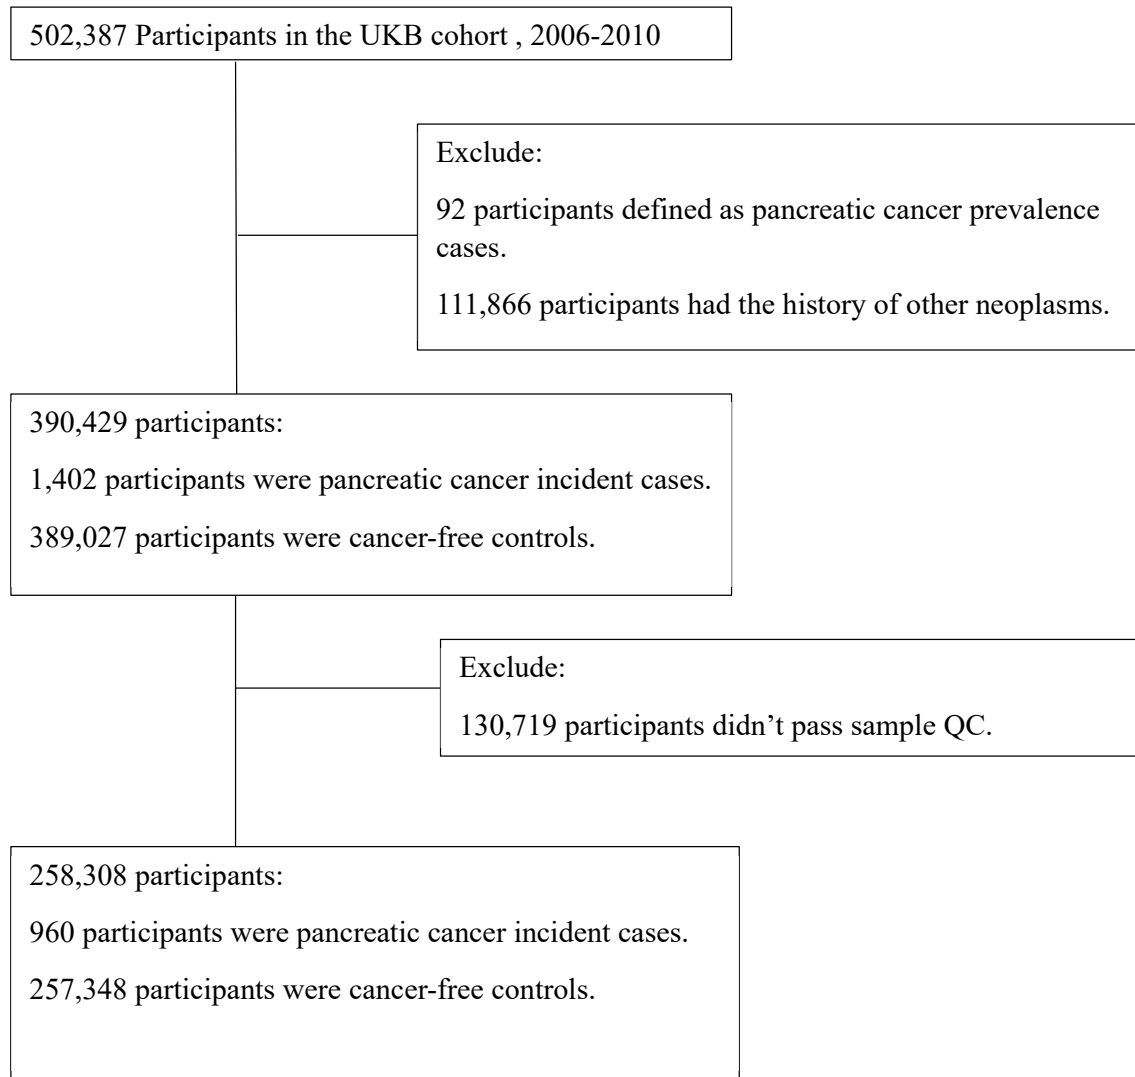 502,387 Participants in the UKB cohort , 2006-2010
Exclude:
92 participants defined as pancreatic cancer prevalence
cases.
111,866 participants had the history of other neoplasms.
390,429 participants:
1,402 participants were pancreatic cancer incident cases.
389,027 participants were cancer-free controls.
Exclude:
130,719 participants didn’t pass sample QC.
258,308 participants:
960 participants were pancreatic cancer incident cases.
257,348 participants were cancer-free controls.